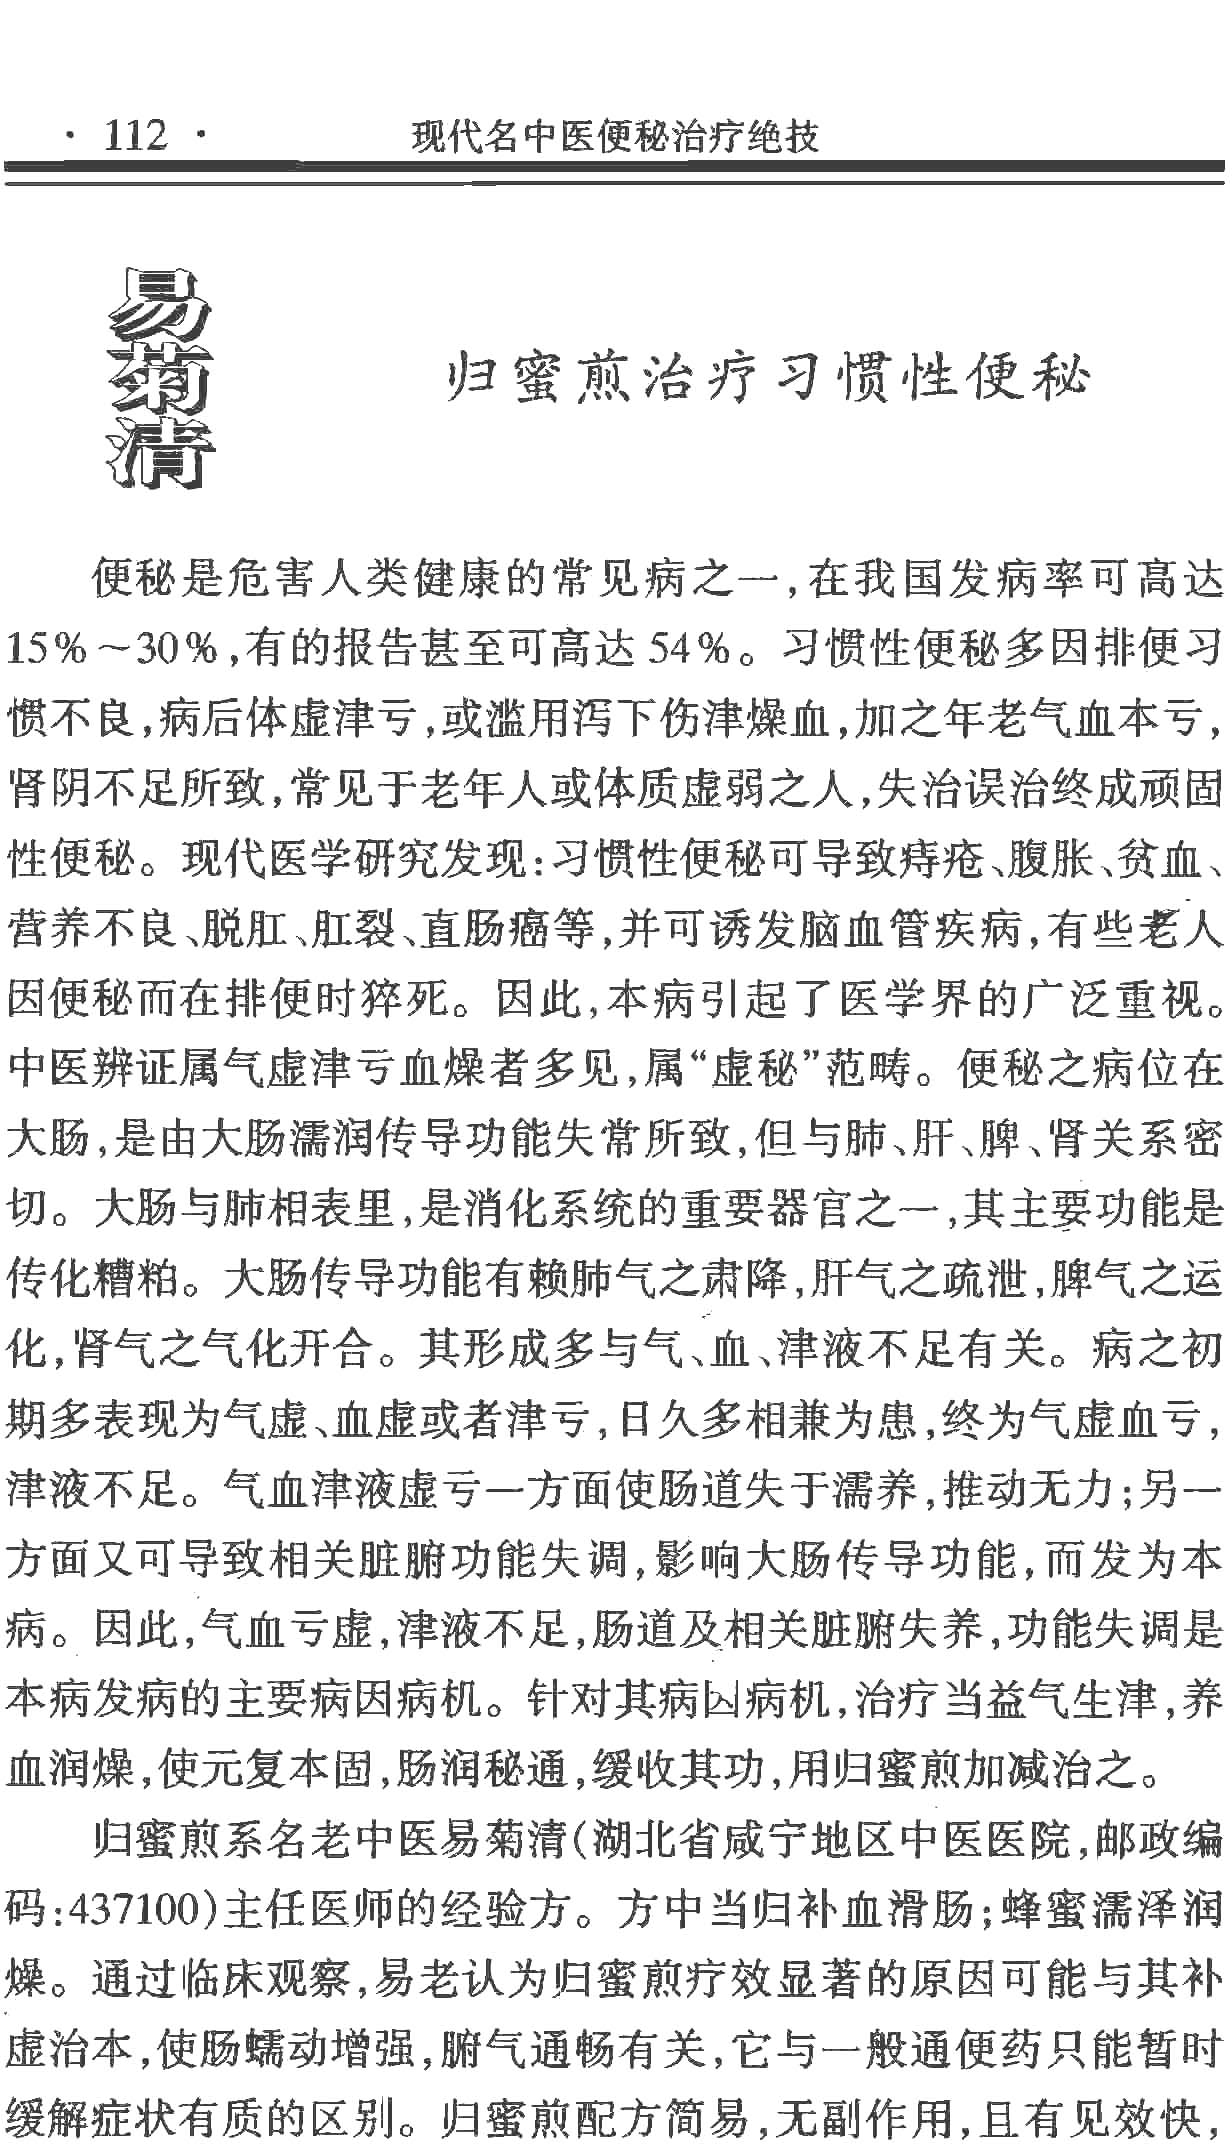 · 112 · 现代名中医便秘治疗绝技
易菊清
归蜜煎治疗习惯性便秘
便秘是危害人类健康的常见病之一,在我国发病率可高达
15%~30%,有的报告甚至可高达54%。习惯性便秘多因排便习
惯不良,病后体虚津亏,或滥用泻下伤津燥血,加之年老气血本亏,
肾阴不足所致,常见于老年人或体质虚弱之人,失治误治终成顽固
性便秘。现代医学研究发现:习惯性便秘可导致痔疮、腹胀、贫血、
营养不良、脱肛、肛裂、直肠癌等,并可诱发脑血管疾病,有些老人
因便秘而在排便时猝死。因此,本病引起了医学界的广泛重视。
中医辨证属气虚津亏血燥者多见,属“虚秘”范畴。便秘之病位在
大肠,是由大肠濡润传导功能失常所致,但与肺、肝、脾、肾关系密
切。大肠与肺相表里,是消化系统的重要器官之一,其主要功能是
传化糟粕。大肠传导功能有赖肺气之肃降,肝气之疏泄,脾气之运
化,肾气之气化开合。其形成多与气、血、津液不足有关。病之初
期多表现为气虚、血虚或者津亏,日久多相兼为患,终为气虚血亏,
津液不足。气血津液虚亏一方面使肠道失于濡养,推动无力;另一
方面又可导致相关脏腑功能失调,影响大肠传导功能,而发为本
病。因此,气血亏虚,津液不足,肠道及相关脏腑失养,功能失调是
本病发病的主要病因病机。针对其病因病机,治疗当益气生津,养
血润燥,使元复本固,肠润秘通,缓收其功,用归蜜煎加减治之。
归蜜煎系名老中医易菊清(湖北省咸宁地区中医医院,邮政编
码:437100)主任医师的经验方。方中当归补血滑肠;蜂蜜濡泽润
燥。通过临床观察,易老认为归蜜煎疗效显著的原因可能与其补
虚治本,使肠蠕动增强,腑气通畅有关,它与一般通便药只能暂时
缓解症状有质的区别。归蜜煎配方简易,无副作用,且有见效快,